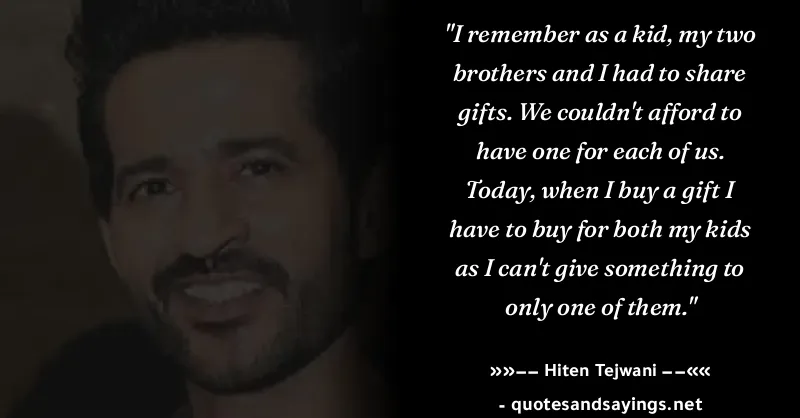 "I remember as a kid, my two
brothers and I had to share
gifts. We couldn't afford to
have one for each of us.
Today, when I buy a gift I
have to buy for both my kids
as I can't give something to
only one of them."
»»−− Hiten Tejwani −−««
- quotesandsayings.net